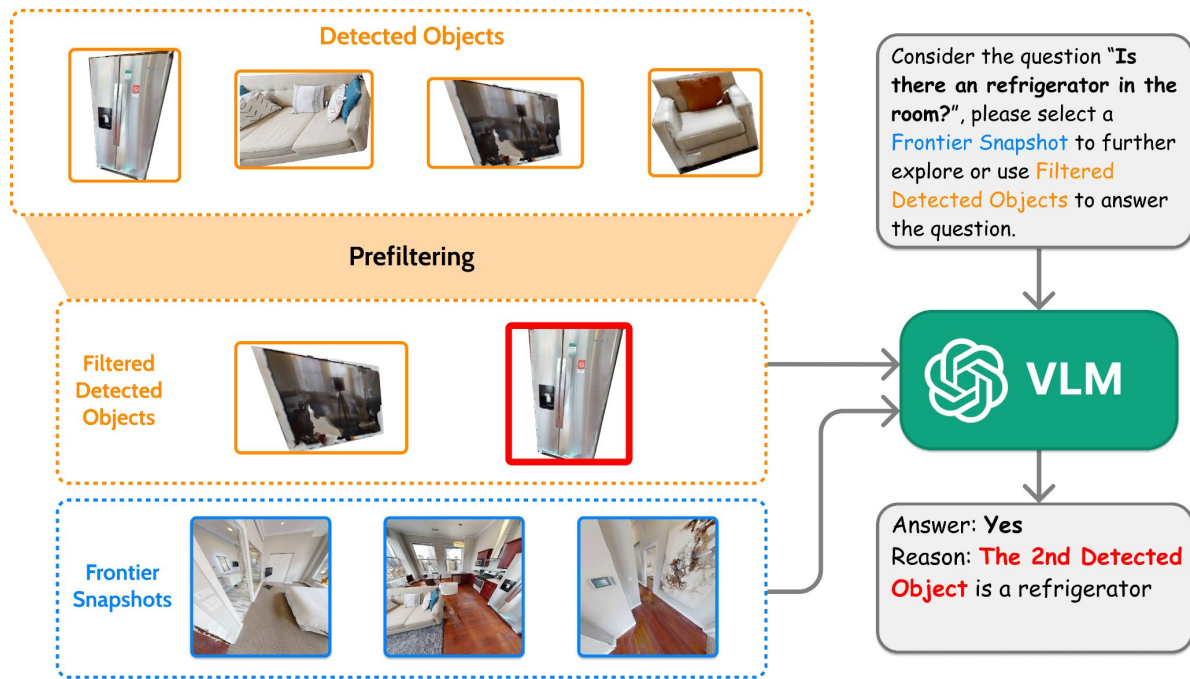 Detected Objects
Prefiltering
Filtered
Detected
Objects
Frontier
Snapshots
Consider the question “Is
there an refrigerator in the
room?”, please select a
Frontier Snapshot to further
explore or use Filtered
Detected Objects to answer
the question.
VLM
Answer: Yes
Reason: The 2nd Detected
Object is a refrigerator